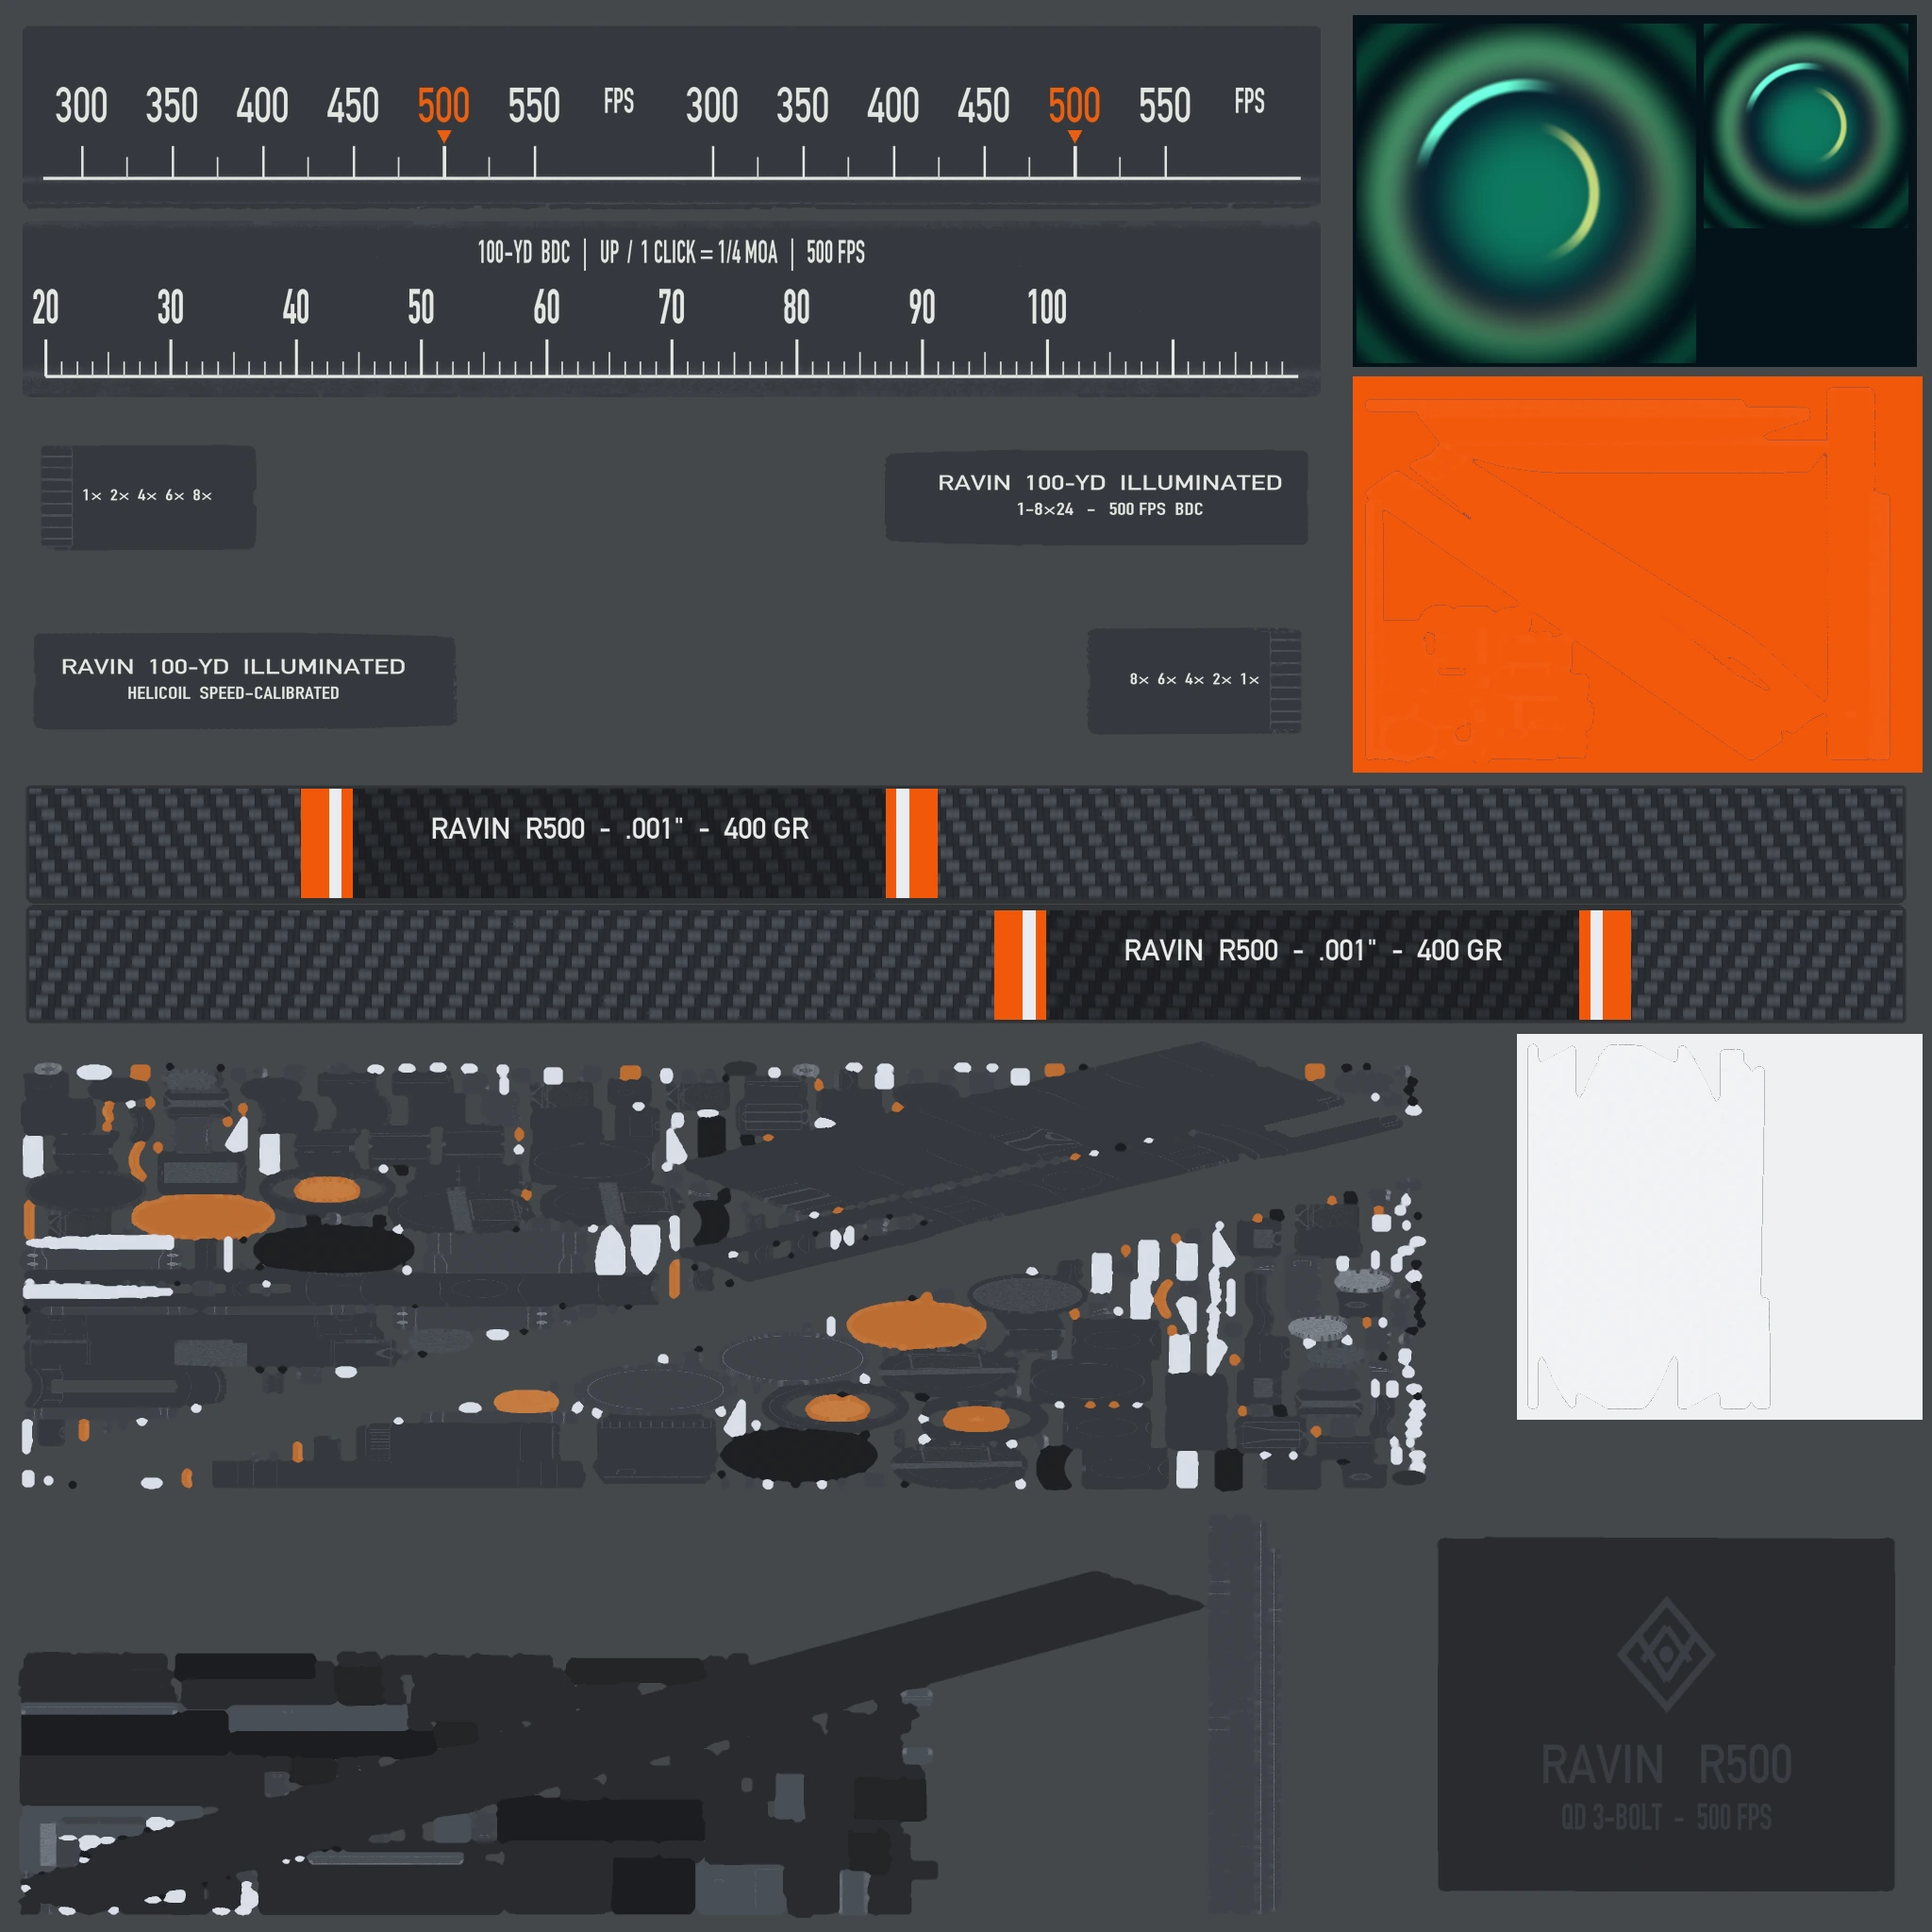 300 350 400 450 500 550 FPS 300 350 400 450 500 550 FPS
100-YD BDC | UP / 1 CLICK = 1/4 MOA | 500 FPS
20 30 40 50 60 70 80 90 100
1× 2× 4× 6× 8×
RAVIN 100-YD ILLUMINATED
1-8×24 - 500 FPS BDC
RAVIN 100-YD ILLUMINATED
HELICOIL SPEED-CALIBRATED
8× 6× 4× 2× 1×
RAVIN R500 - .001" - 400 GR
RAVIN R500 - .001" - 400 GR
RAVIN R500
QD 3-BOLT - 500 FPS